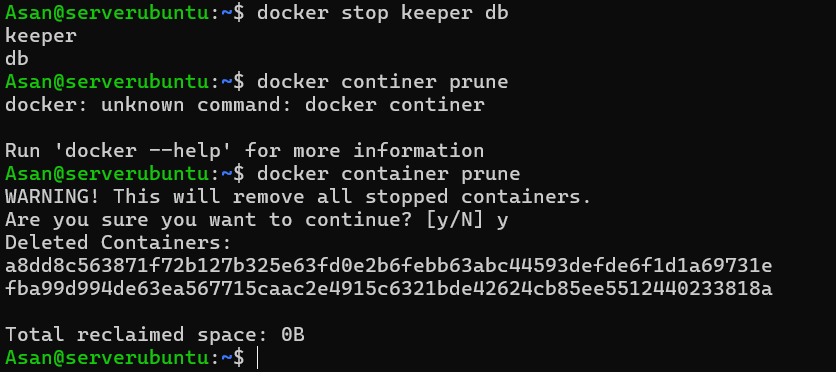 Asan@serverubuntu:~$ docker stop keeper db
keeper
db
Asan@serverubuntu:~$ docker continer prune
docker: unknown command: docker continer
Run 'docker --help' for more information
Asan@serverubuntu:~$ docker container prune
WARNING! This will remove all stopped containers.
Are you sure you want to continue? [y/N] y
Deleted Containers:
a8dd8c563871f72b127b325e63fd0e2b6febb63abc44593defde6f1d1a69731e
fba99d994de63ea567715caac2e4915c6321bde42624cb85ee5512440233818a
Total reclaimed space: 0B
Asan@serverubuntu:~$